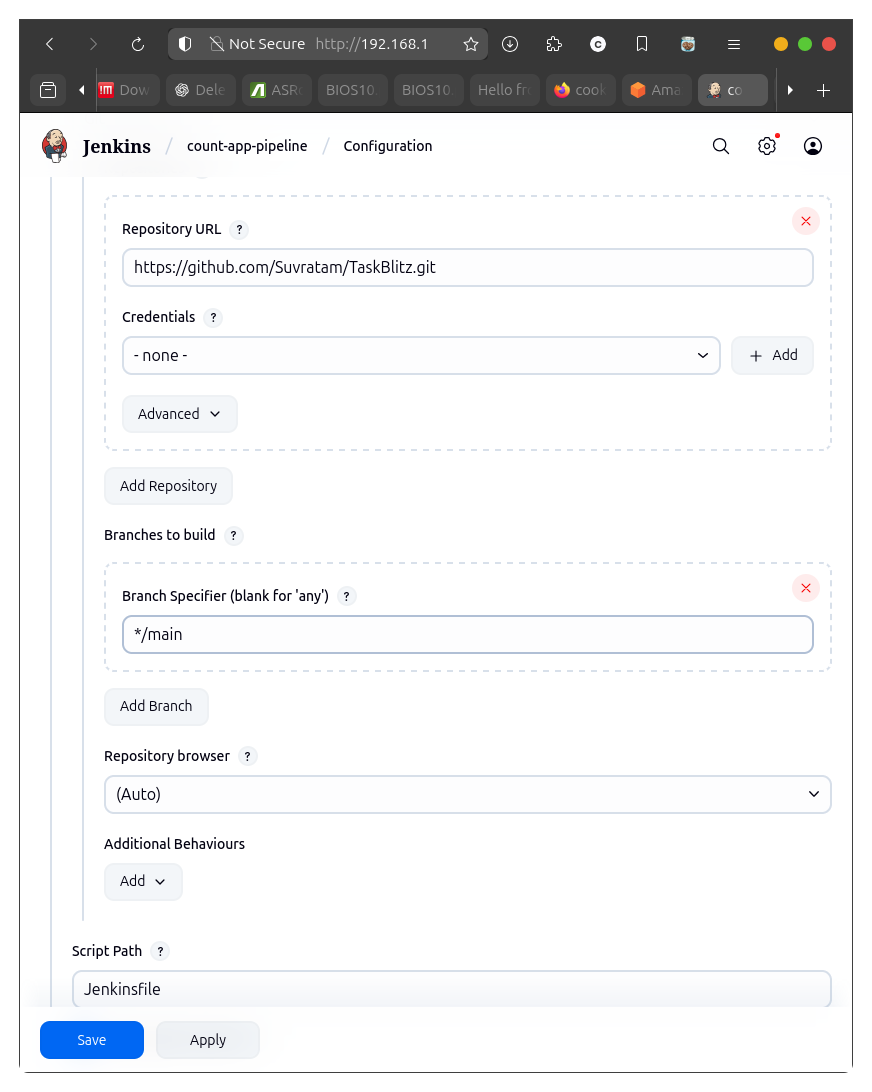 Not Secure http://192.168.1
Dow
Dele
ASRo
BIOS10.
BIOS10.
Hello fr
cook
Ama
co
Jenkins / count-app-pipeline / Configuration
Repository URL ?
https://github.com/Suvratam/TaskBlitz.git
Credentials ?
- none -
+ Add
Advanced
Add Repository
Branches to build ?
Branch Specifier (blank for 'any') ?
*/main
Add Branch
Repository browser ?
(Auto)
Additional Behaviours
Add
Script Path ?
Jenkinsfile
Save
Apply